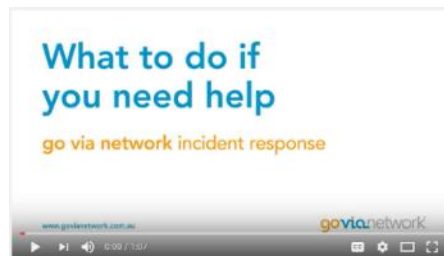 What to do if
you need help
go via network incident response
www.govianetwork.com.au
govianetwork
0:00 / 1:07
CC